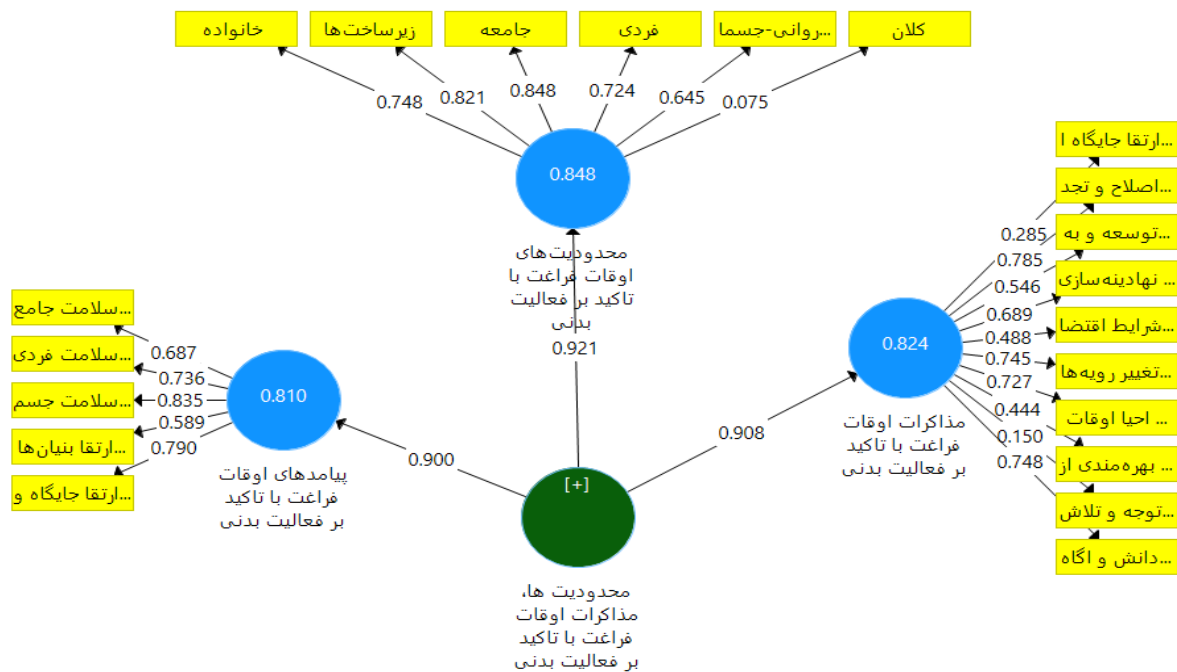 خانواده
زیرساخت‌ها
جامعه
فردی
روانی-جسما...
کلان
0.748
0.821
0.848
0.724
0.645
0.075
0.848
محدودیت‌های
اوقات فراغت با
تاکید بر فعالیت
بدنی
0.921
ارتقا جایگاه ا...
اصلاح و تجد...
توسعه و به...
نهادینه‌سازی ...
شرایط اقتضا...
تغییر رویه‌ها...
احیا اوقات ...
بهره‌مندی از ...
توجه و تلاش...
دانش و اگاه...
0.285
0.785
0.546
0.689
0.488
0.745
0.727
0.444
0.150
0.748
0.824
مذاکرات اوقات
فراغت با تاکید
بر فعالیت بدنی
0.908
سلامت جامع...
سلامت فردی...
سلامت جسم...
ارتقا بنیان‌ها...
ارتقا جایگاه و...
0.687
0.736
0.835
0.589
0.790
0.810
پیامدهای اوقات
فراغت با تاکید
بر فعالیت بدنی
0.900
[+]
محدودیت ها،
مذاکرات اوقات
فراغت با تاکید
بر فعالیت بدنی